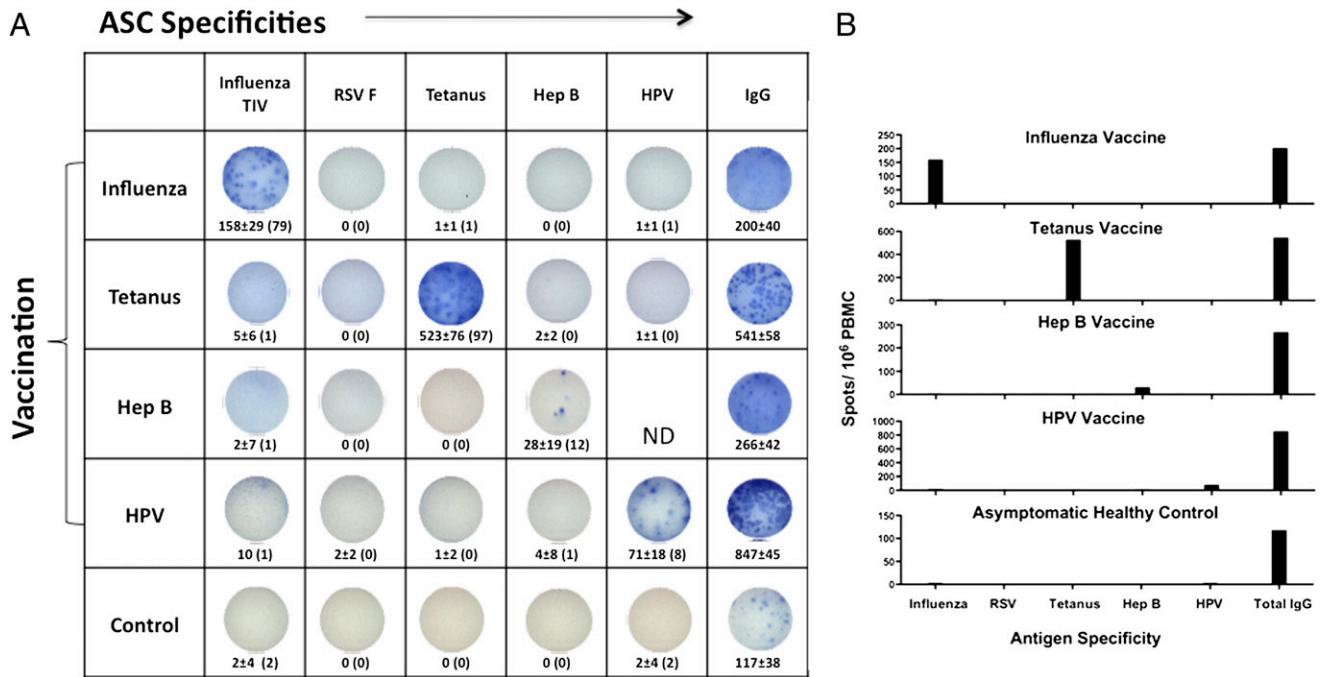 A
ASC Specificities
Influenza TIV RSV F Tetanus Hep B HPV IgG
Vaccination
Influenza
158±29 (79) 0 (0) 1±1 (1) 0 (0) 1±1 (1) 200±40
Tetanus
5±6 (1) 0 (0) 523±76 (97) 2±2 (0) 1±1 (0) 541±58
Hep B
ND
2±7 (1) 0 (0) 0 (0) 28±19 (12) 266±42
HPV
10 (1) 2±2 (0) 1±2 (0) 4±8 (1) 71±18 (8) 847±45
Control
2±4 (2) 0 (0) 0 (0) 0 (0) 2±4 (2) 117±38
B
Spots/ 10⁶ PBMC
Influenza Vaccine
250
200
150
100
50
0
Tetanus Vaccine
600
400
200
0
Hep B Vaccine
300
200
100
0
HPV Vaccine
1000
800
600
400
200
0
Asymptomatic Healthy Control
150
100
50
0
Influenza RSV Tetanus Hep B HPV Total IgG
Antigen Specificity